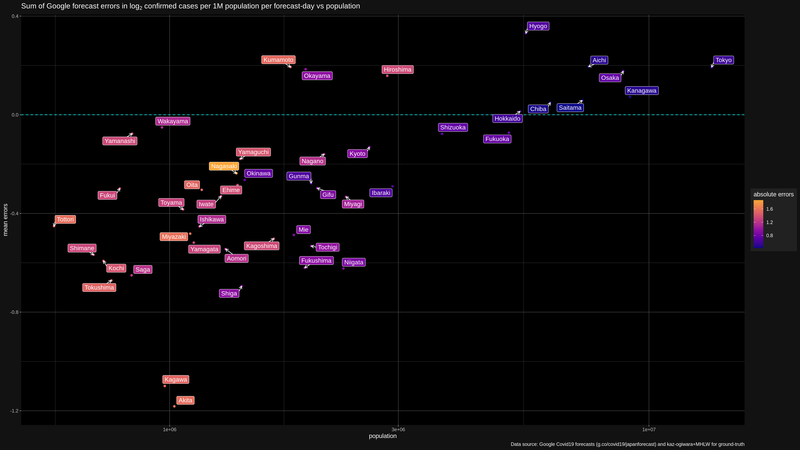 Sum of Google forecast errors in log2 confirmed cases per 1M population per forecast-day vs population
0.4
Hyogo
Kumamoto
Aichi
Tokyo
Hiroshima
Okayama
Osaka
Kanagawa
Saitama
Chiba
0.0
Hokkaido
Wakayama
Shizuoka
Fukuoka
Yamanashi
Yamaguchi
Kyoto
Nagano
Nagasaki
Okinawa
Gunma
Oita
Ehime
Ibaraki
Fukui
Gifu
Toyama
Iwate
Miyagi
-0.4
Tottori
Ishikawa
Mie
Miyazaki
Kagoshima
Shimane
Yamagata
Tochigi
Aomori
Fukushima
Niigata
Kochi
Saga
Tokushima
Shiga
-0.8
Kagawa
Akita
-1.2
mean errors
1e+06
3e+06
1e+07
population
absolute errors
1.6
1.2
0.8
Data source: Google Covid19 forecasts (g.co/covid19/japanforecast) and kaz-ogiwara+MHLW for ground-truth